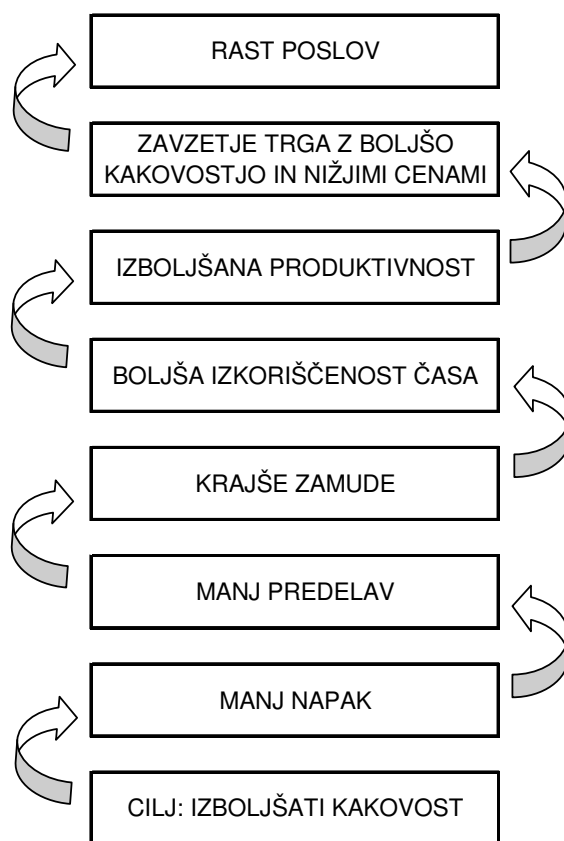 RAST POSLOV
ZAVZETJE TRGA Z BOLJŠO
KAKOVOSTJO IN NIŽJIMI CENAMI
IZBOLJŠANA PRODUKTIVNOST
BOLJŠA IZKORIŠČENOST ČASA
KRAJŠE ZAMUDE
MANJ PREDELAV
MANJ NAPAK
CILJ: IZBOLJŠATI KAKOVOST